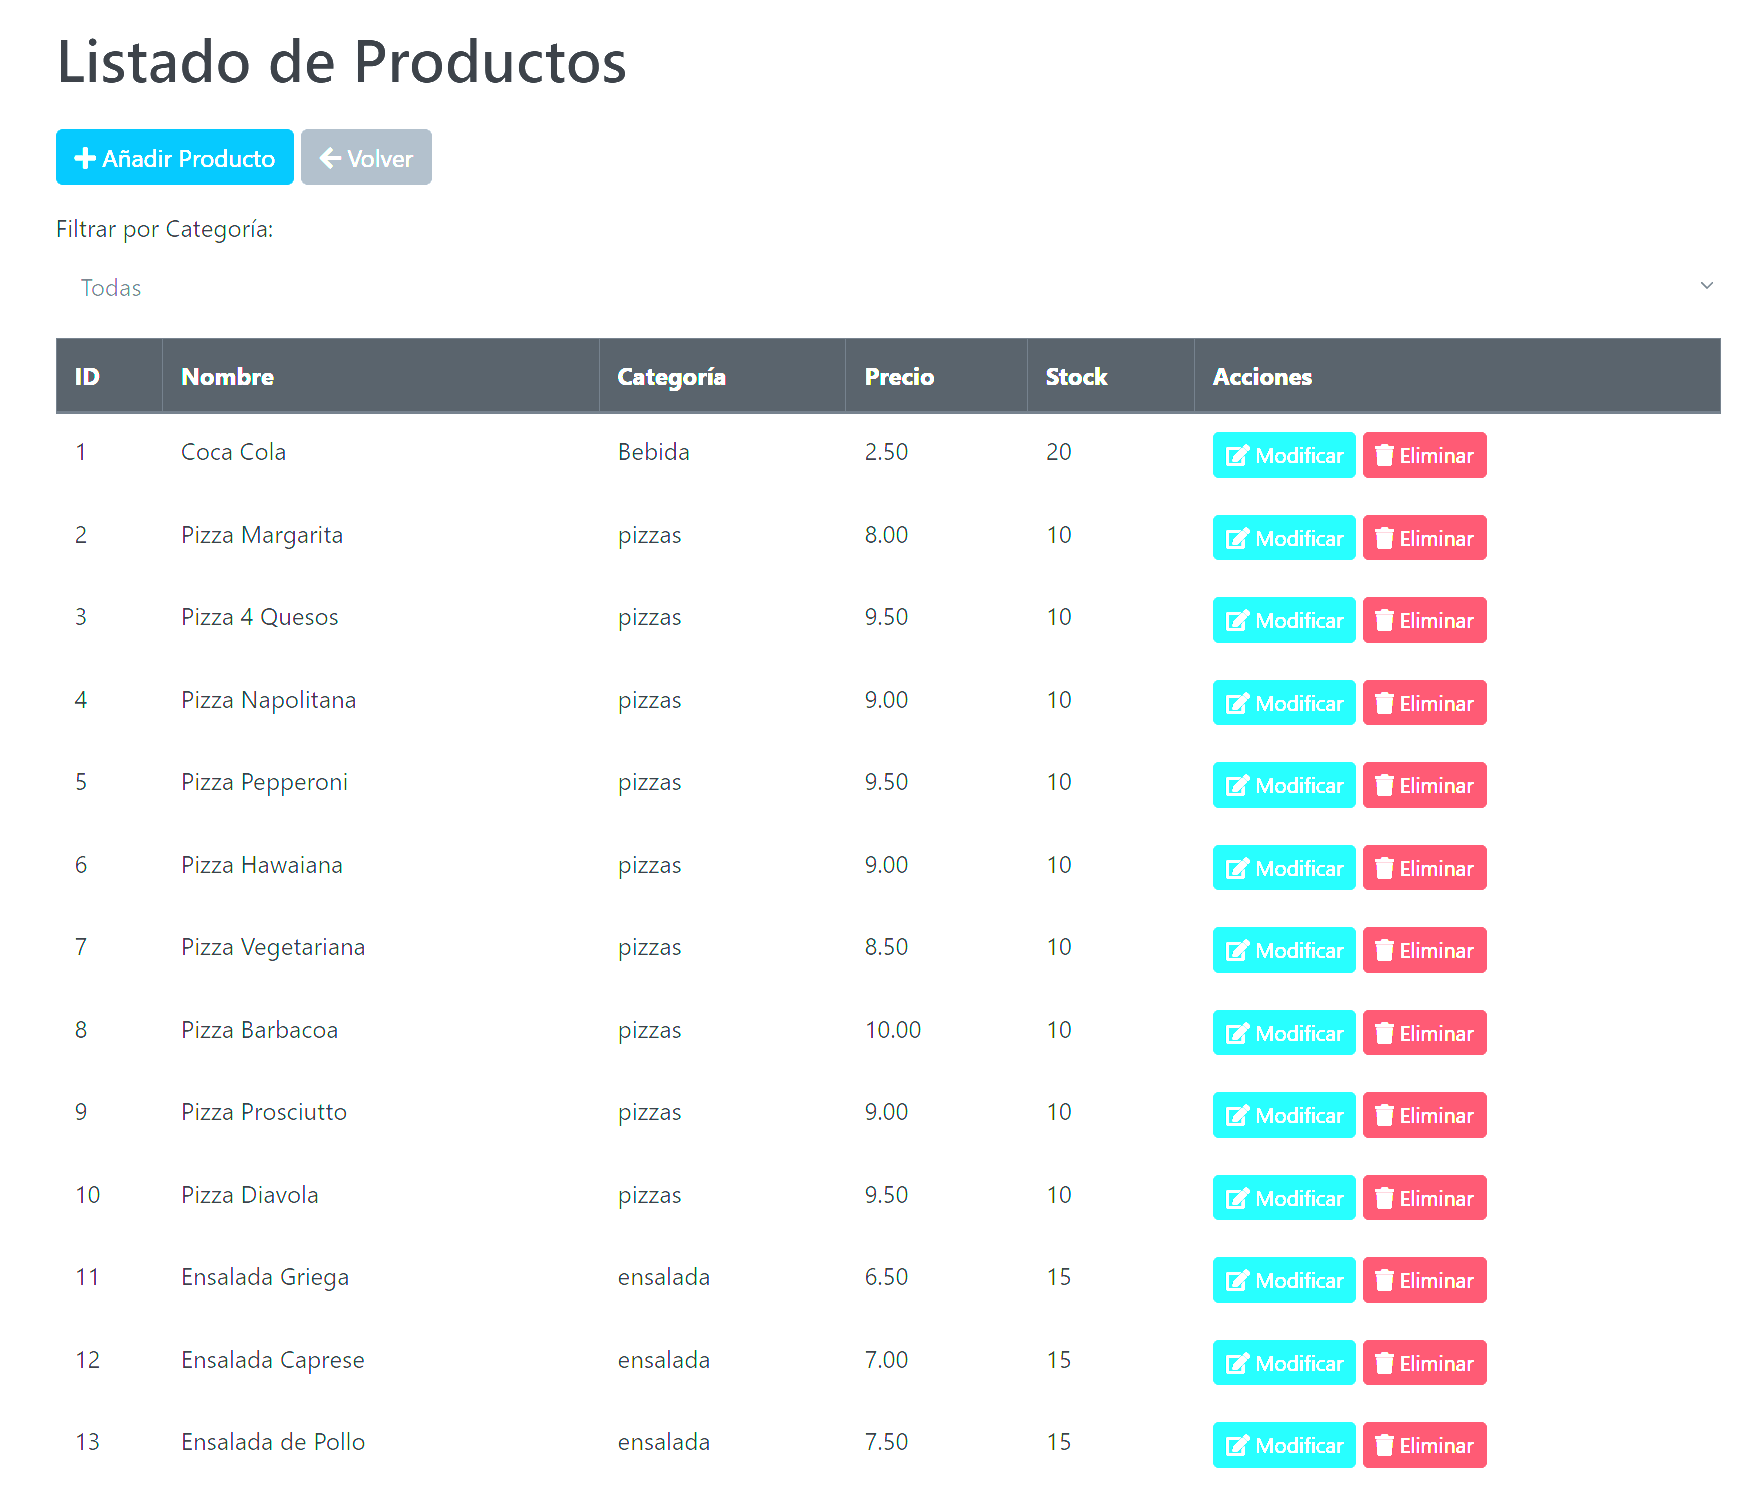 Listado de Productos
Añadir Producto Volver
Filtrar por Categoría:
Todas
ID Nombre Categoría Precio Stock Acciones
1 Coca Cola Bebida 2.50 20 Modificar Eliminar
2 Pizza Margarita pizzas 8.00 10 Modificar Eliminar
3 Pizza 4 Quesos pizzas 9.50 10 Modificar Eliminar
4 Pizza Napolitana pizzas 9.00 10 Modificar Eliminar
5 Pizza Pepperoni pizzas 9.50 10 Modificar Eliminar
6 Pizza Hawaiana pizzas 9.00 10 Modificar Eliminar
7 Pizza Vegetariana pizzas 8.50 10 Modificar Eliminar
8 Pizza Barbacoa pizzas 10.00 10 Modificar Eliminar
9 Pizza Prosciutto pizzas 9.00 10 Modificar Eliminar
10 Pizza Diavola pizzas 9.50 10 Modificar Eliminar
11 Ensalada Griega ensalada 6.50 15 Modificar Eliminar
12 Ensalada Caprese ensalada 7.00 15 Modificar Eliminar
13 Ensalada de Pollo ensalada 7.50 15 Modificar Eliminar